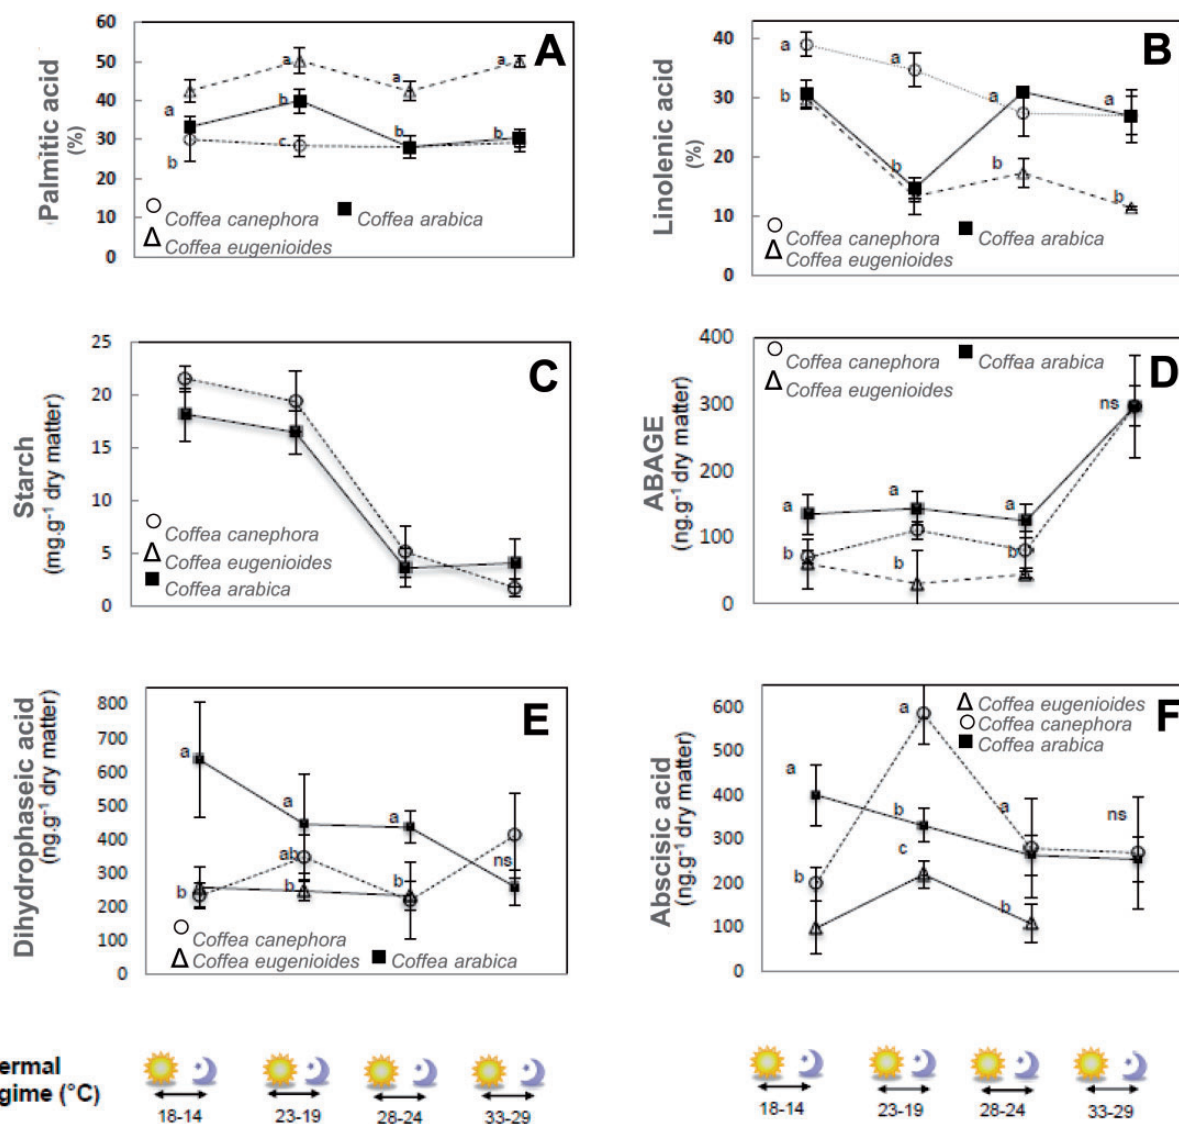 A
Palmitic acid
(%)
60
50
40
30
20
10
0
a
a
a
a
b
b
b
b
c
Coffea canephora
Coffea arabica
Coffea eugenioides
B
Linolenic acid
(%)
40
30
20
10
0
a
a
a
a
b
b
b
b
Coffea canephora
Coffea arabica
Coffea eugenioides
C
Starch
(mg.g⁻¹ dry matter)
25
20
15
10
5
0
Coffea canephora
Coffea eugenioides
Coffea arabica
D
ABAGE
(ng.g⁻¹ dry matter)
400
300
200
100
0
Coffea canephora
Coffea arabica
Coffea eugenioides
a
a
a
ns
b
b
b
E
Dihydrophaseic acid
(ng.g⁻¹ dry matter)
800
700
600
500
400
300
200
100
0
a
a
a
ns
ab
b
b
b
Coffea canephora
Coffea eugenioides
Coffea arabica
F
Abscisic acid
(ng.g⁻¹ dry matter)
600
500
400
300
200
100
0
Coffea eugenioides
Coffea canephora
Coffea arabica
a
a
a
ns
b
b
c
b
ermal
gime (°C)
18-14
23-19
28-24
33-29
18-14
23-19
28-24
33-29